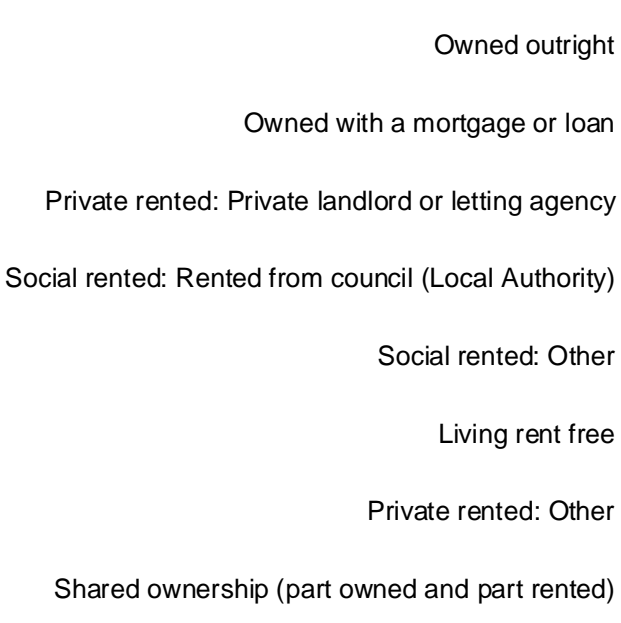 Owned outright
Owned with a mortgage or loan
Private rented: Private landlord or letting agency
Social rented: Rented from council (Local Authority)
Social rented: Other
Living rent free
Private rented: Other
Shared ownership (part owned and part rented)